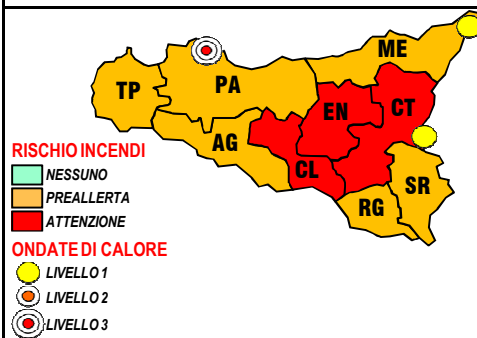 ME
TP
PA
EN
CT
AG
CL
SR
RG
RISCHIO INCENDI
NESSUNO
PREALLERTA
ATTENZIONE
ONDATE DI CALORE
LIVELLO 1
LIVELLO 2
LIVELLO 3